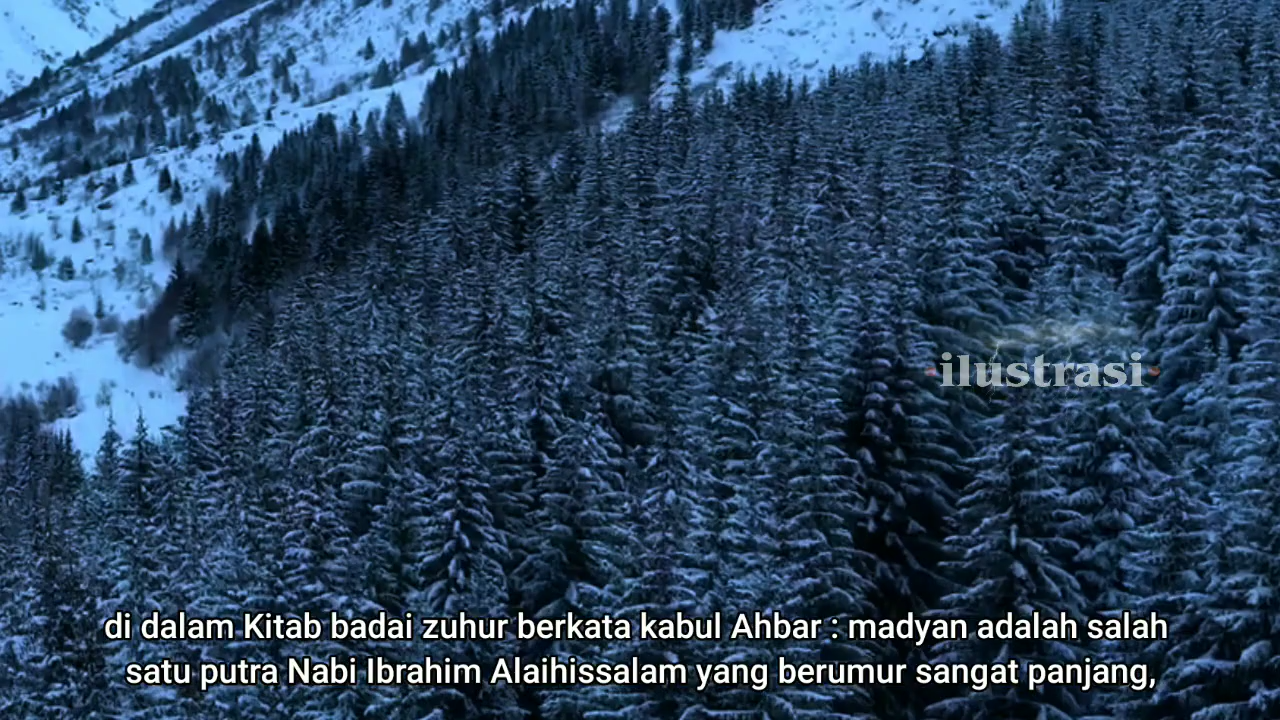 ilustrasi
di dalam Kitab badai zuhur berkata kabul Ahbar : madyan adalah salah
satu putra Nabi Ibrahim Alaihissalam yang berumur sangat panjang,